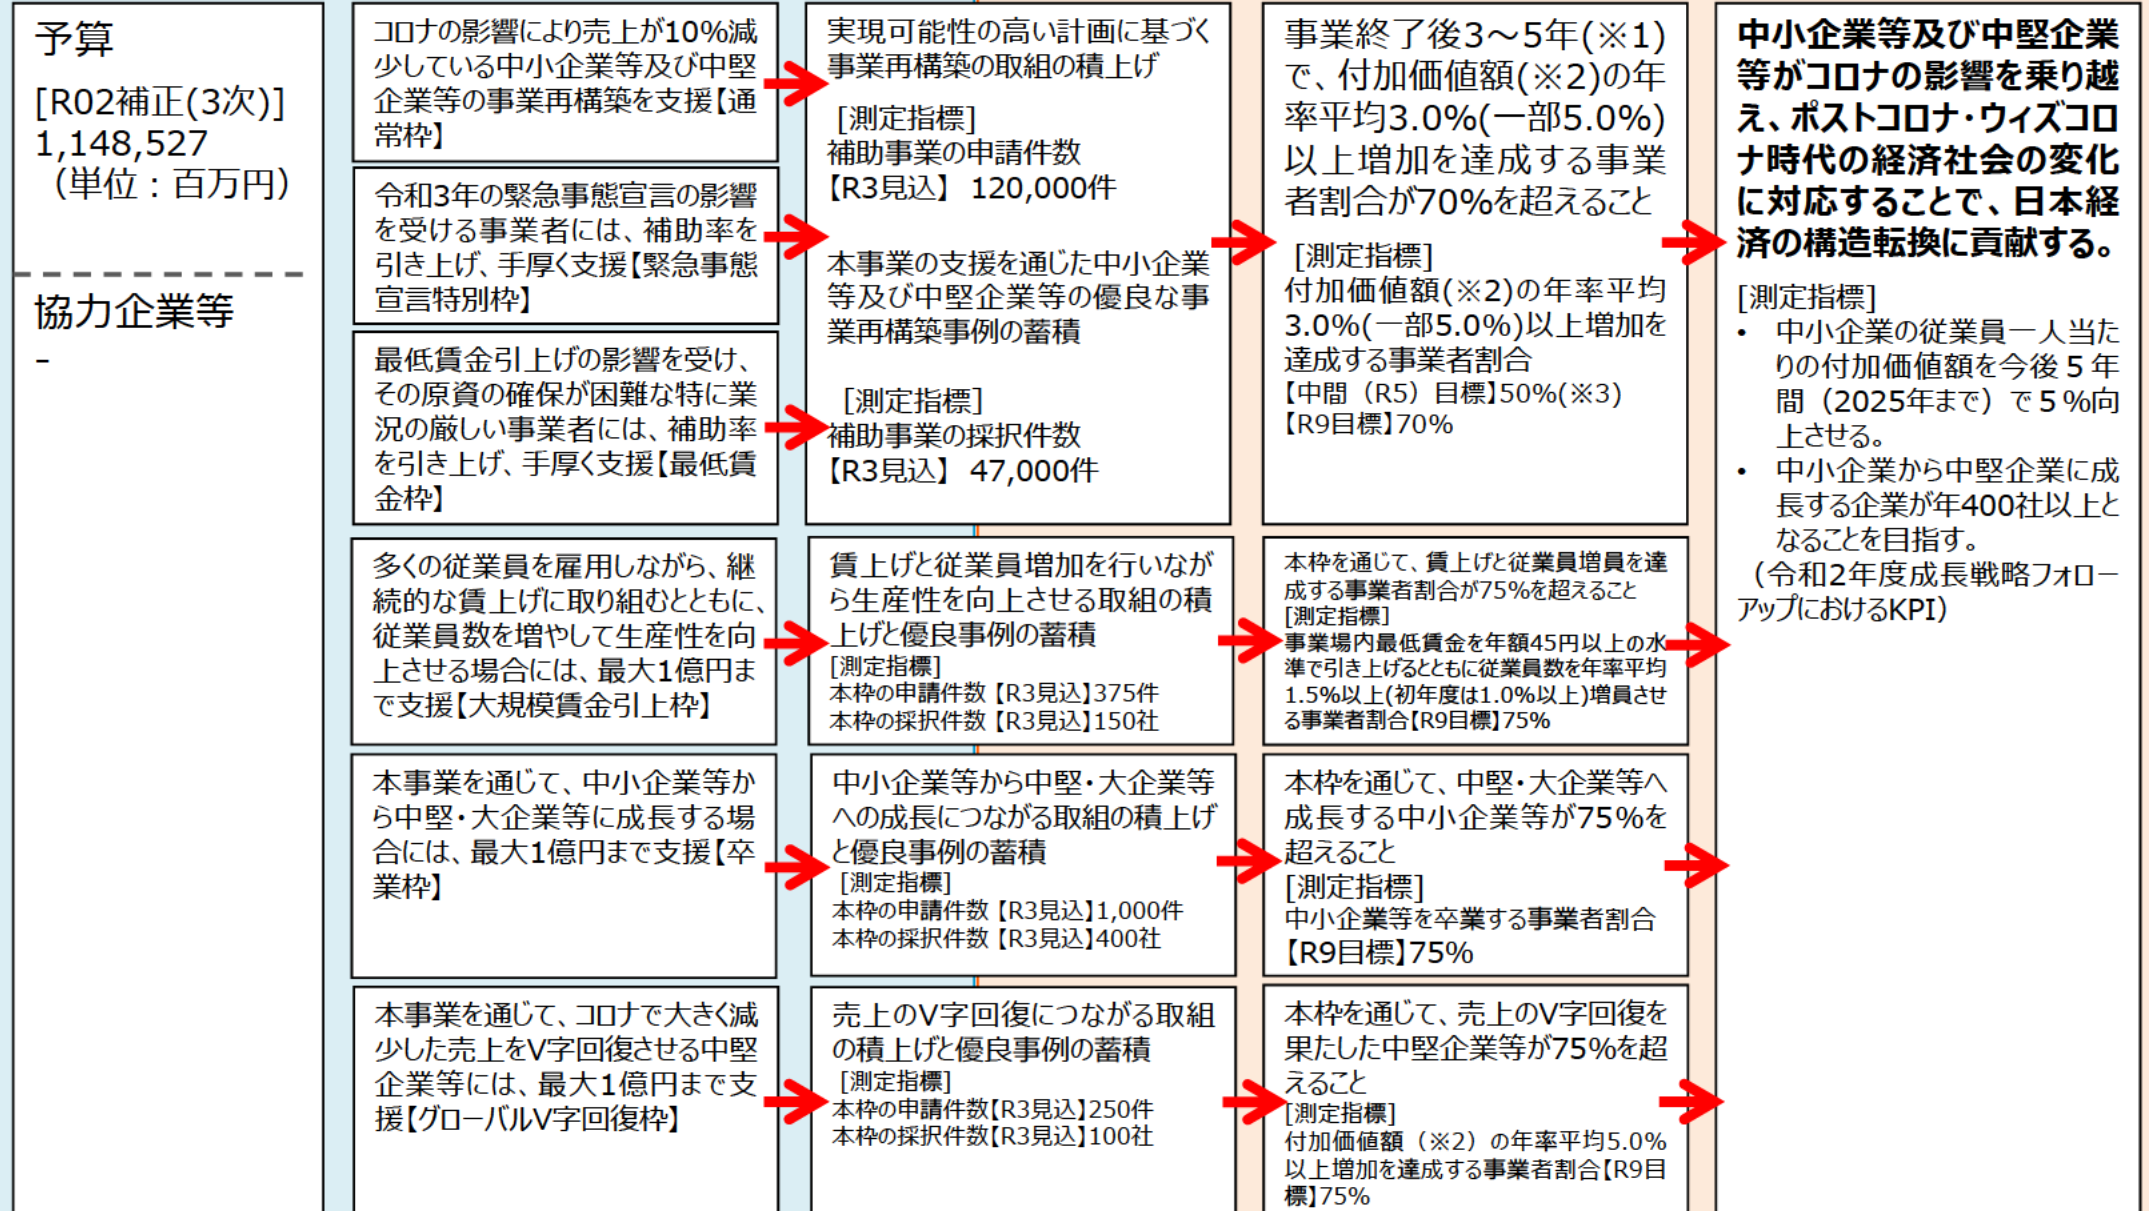 予算
[R02補正(3次)]
1,148,527
（単位：百万円）
協力企業等
-
コロナの影響により売上が10%減
少している中小企業等及び中堅
企業等の事業再構築を支援【通
常枠】
令和3年の緊急事態宣言の影響
を受ける事業者には、補助率を
引き上げ、手厚く支援【緊急事態
宣言特別枠】
最低賃金引上げの影響を受け、
その原資の確保が困難な特に業
況の厳しい事業者には、補助率
を引き上げ、手厚く支援【最低賃
金枠】
多くの従業員を雇用しながら、継
続的な賃上げに取り組むとともに、
従業員数を増やして生産性を向
上させる場合には、最大1億円ま
で支援【大規模賃金引上枠】
本事業を通じて、中小企業等か
ら中堅・大企業等に成長する場
合には、最大1億円まで支援【卒
業枠】
本事業を通じて、コロナで大きく減
少した売上をV字回復させる中堅
企業等には、最大1億円まで支
援【グローバルV字回復枠】
実現可能性の高い計画に基づく
事業再構築の取組の積上げ
[測定指標]
補助事業の申請件数
【R3見込】 120,000件
本事業の支援を通じた中小企業
等及び中堅企業等の優良な事
業再構築事例の蓄積
[測定指標]
補助事業の採択件数
【R3見込】 47,000件
賃上げと従業員増加を行いなが
ら生産性を向上させる取組の積
上げと優良事例の蓄積
[測定指標]
本枠の申請件数【R3見込】375件
本枠の採択件数【R3見込】150社
中小企業等から中堅・大企業等
への成長につながる取組の積上げ
と優良事例の蓄積
[測定指標]
本枠の申請件数【R3見込】1,000件
本枠の採択件数【R3見込】400社
売上のV字回復につながる取組
の積上げと優良事例の蓄積
[測定指標]
本枠の申請件数【R3見込】250件
本枠の採択件数【R3見込】100社
事業終了後3～5年(※1)
で、付加価値額(※2)の年
率平均3.0%(一部5.0%)
以上増加を達成する事業
者割合が70%を超えること
[測定指標]
付加価値額(※2)の年率平均
3.0%(一部5.0%)以上増加を
達成する事業者割合
【中間（R5）目標】50%(※3)
【R9目標】70%
本枠を通じて、賃上げと従業員増員を達
成する事業者割合が75%を超えること
[測定指標]
事業場内最低賃金を年額45円以上の水
準で引き上げるとともに従業員数を年率平均
1.5%以上(初年度は1.0%以上)増員させ
る事業者割合【R9目標】75%
本枠を通じて、中堅・大企業等へ
成長する中小企業等が75%を
超えること
[測定指標]
中小企業等を卒業する事業者割合
【R9目標】75%
本枠を通じて、売上のV字回復を
果たした中堅企業等が75%を超
えること
[測定指標]
付加価値額（※2）の年率平均5.0%
以上増加を達成する事業者割合【R9目
標】75%
中小企業等及び中堅企業
等がコロナの影響を乗り越
え、ポストコロナ・ウィズコロ
ナ時代の経済社会の変化
に対応することで、日本経
済の構造転換に貢献する。
[測定指標]
• 中小企業の従業員一人当た
りの付加価値額を今後５年
間（2025年まで）で５%向
上させる。
• 中小企業から中堅企業に成
長する企業が年400社以上と
なることを目指す。
（令和2年度成長戦略フォロー
アップにおけるKPI）